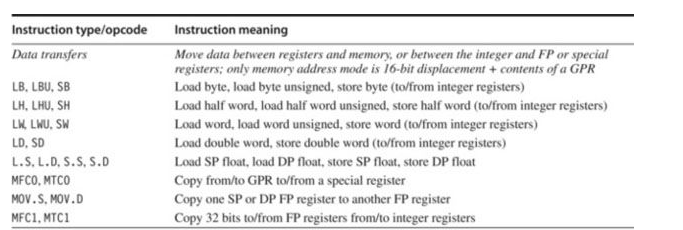 Instruction type/opcode Instruction meaning
Data transfers Move data between registers and memory, or between the integer and FP or special
registers; only memory address mode is 16-bit displacement + contents of a GPR
LB, LBU, SB Load byte, load byte unsigned, store byte (to/from integer registers)
LH, LHU, SH Load half word, load half word unsigned, store half word (to/from integer registers)
LW, LWU, SW Load word, load word unsigned, store word (to/from integer registers)
LD, SD Load double word, store double word (to/from integer registers)
L.S, L.D, S.S, S.D Load SP float, load DP float, store SP float, store DP float
MFC0, MTC0 Copy from/to GPR to/from a special register
MOV.S, MOV.D Copy one SP or DP FP register to another FP register
MFC1, MTC1 Copy 32 bits to/from FP registers from/to integer registers